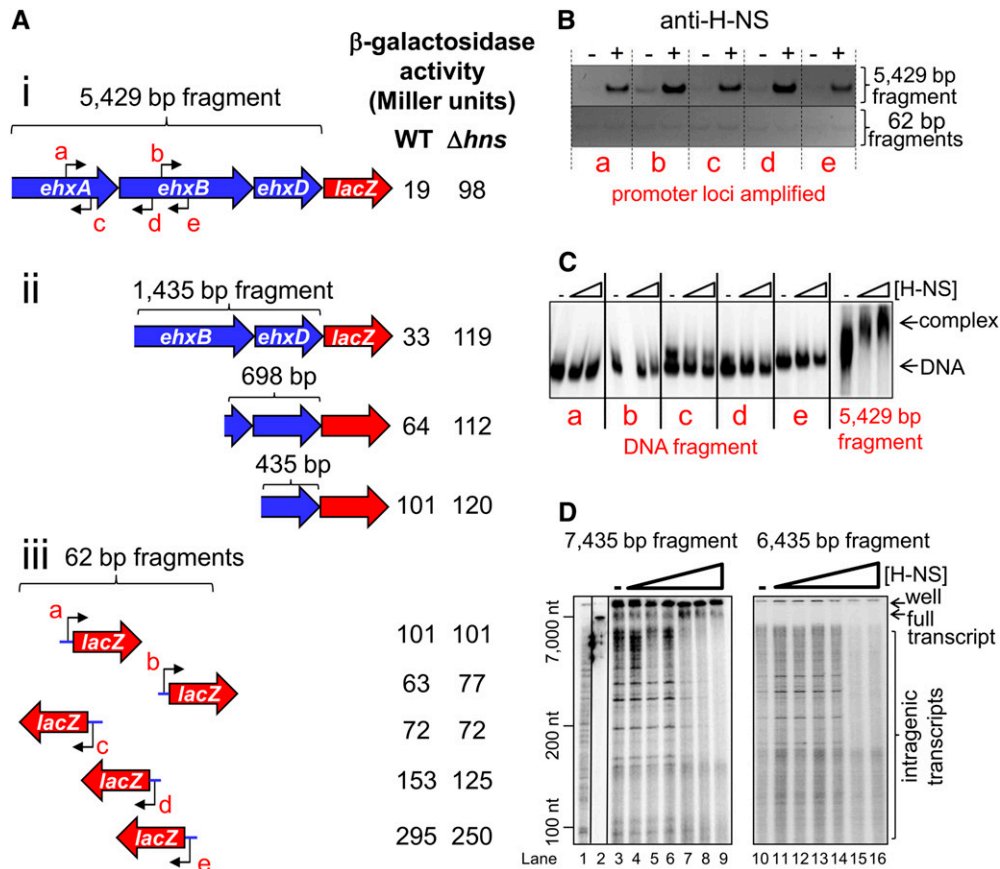 A
β-galactosidase
activity
(Miller units)
i
5,429 bp fragment
WT Δhns
a b
ehxA ehxB ehxD lacZ 19 98
c d e
ii
1,435 bp fragment
ehxB ehxD lacZ 33 119
698 bp
64 112
435 bp
101 120
iii
62 bp fragments
a
lacZ 101 101
b
lacZ 63 77
lacZ 72 72
c
lacZ 153 125
d
lacZ 295 250
e
B
anti-H-NS
- + - + - + - + - +
5,429 bp
fragment
62 bp
fragments
a b c d e
promoter loci amplified
C
- - - - - - [H-NS]
complex
DNA
a b c d e 5,429 bp
fragment
DNA fragment
D
7,435 bp fragment 6,435 bp fragment
- - [H-NS]
well
full
transcript
7,000 nt
200 nt
100 nt
intragenic
transcripts
Lane 1 2 3 4 5 6 7 8 9 10 11 12 13 14 15 16